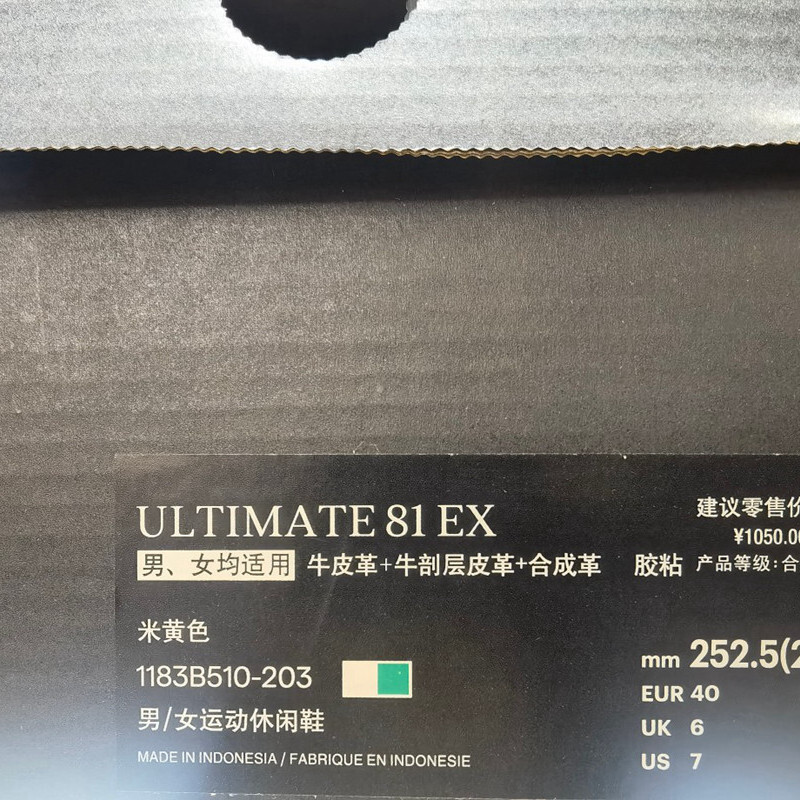 ULTIMATE 81 EX
建议零售价
¥1050.00
男、女均适用 牛皮革+牛剖层皮革+合成革 胶粘 产品等级:合
米黄色
1183B510-203
mm 252.5(2
EUR 40
男/女运动休闲鞋
UK 6
MADE IN INDONESIA / FABRIQUE EN INDONESIE
US 7